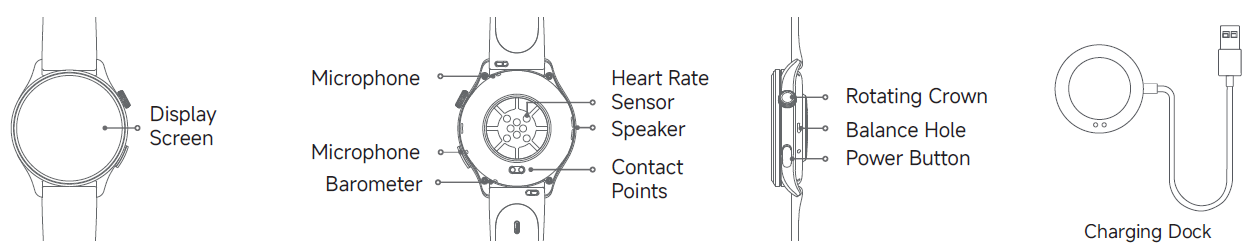 Display
Screen
Microphone
Microphone
Barometer
Heart Rate
Sensor
Speaker
Contact
Points
Rotating Crown
Balance Hole
Power Button
Charging Dock